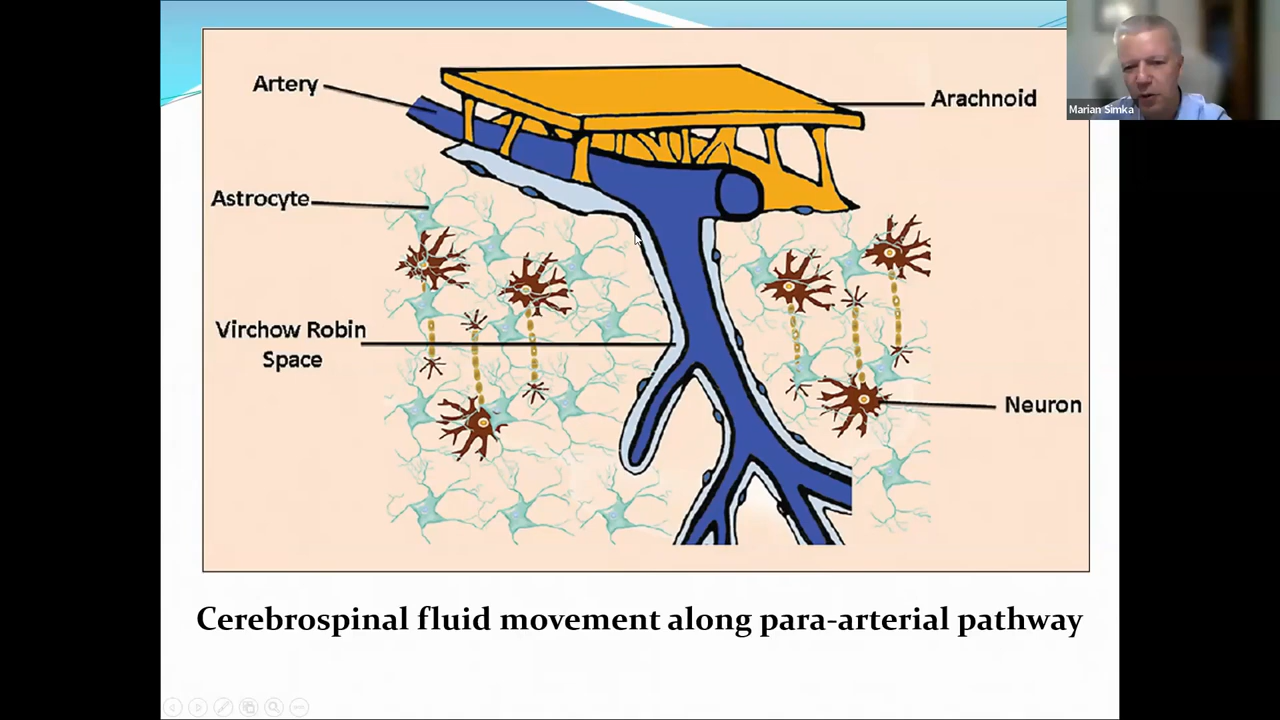 Artery
Arachnoid
Marian Simka
Astrocyte
Virchow Robin
Space
Neuron
Cerebrospinal fluid movement along para-arterial pathway